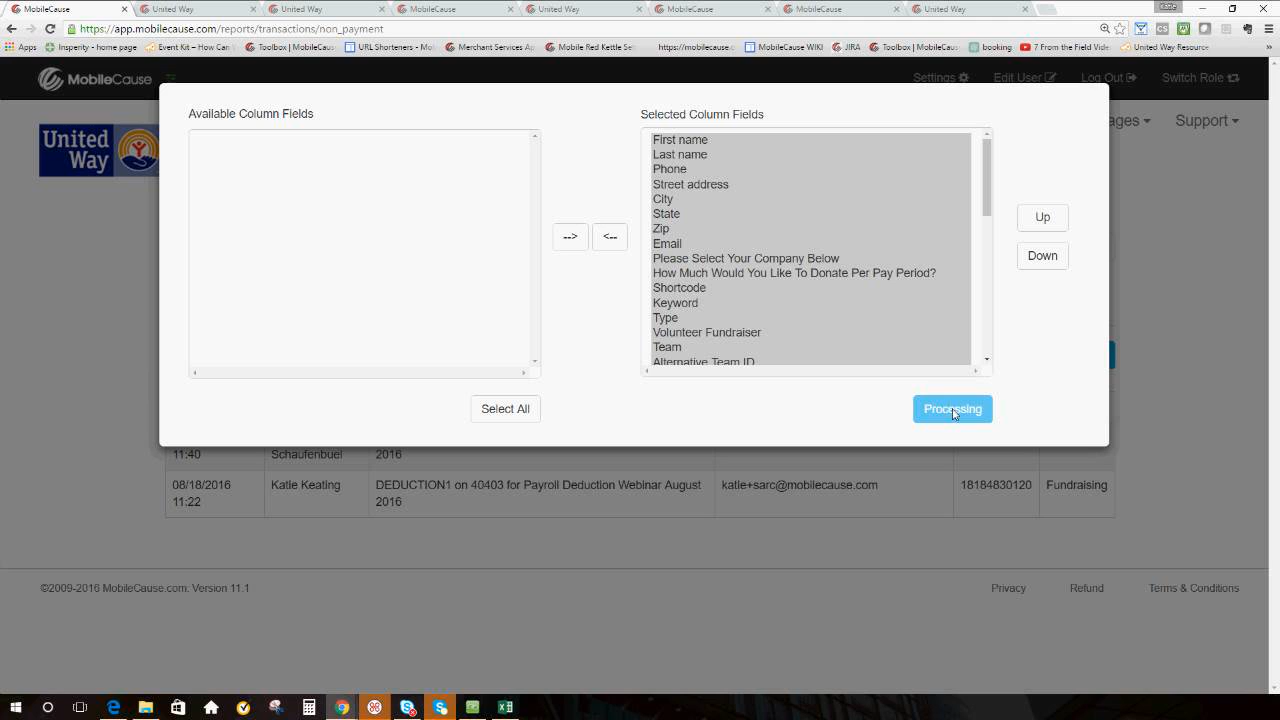 MobileCause
United Way
United Way
MobileCause
United Way
MobileCause
MobileCause
United Way
Katie
https://app.mobilecause.com/reports/transactions/non_payment
Apps
Insperity - home page
Event Kit – How Can
Toolbox | MobileCaus
URL Shorteners - Mo
Merchant Services Ap
Mobile Red Kettle Set
https://mobilecause.c
MobileCause WIKI
JIRA
Toolbox | MobileCaus
booking
7 From the Field Vide
United Way Resource
MobileCause
Settings
Edit User
Log Out
Switch Role
United Way
ages
Support
Available Column Fields
Selected Column Fields
First name
Last name
Phone
Street address
City
State
Zip
Email
Please Select Your Company Below
How Much Would You Like To Donate Per Pay Period?
Shortcode
Keyword
Type
Volunteer Fundraiser
Team
Alternative Team ID
-->
<--
Up
Down
Select All
Processing
11:40
Schaufenbuel
2016
08/18/2016
11:22
Katie Keating
DEDUCTION1 on 40403 for Payroll Deduction Webinar August
2016
katie+sarc@mobilecause.com
18184830120
Fundraising
©2009-2016 MobileCause.com. Version 11.1
Privacy
Refund
Terms & Conditions